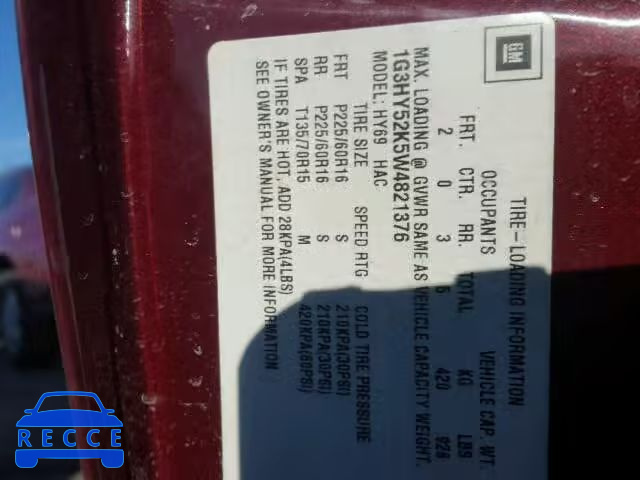 GM
TIRE-LOADING INFORMATION
OCCUPANTS VEHICLE CAP. WT.
FRT. CTR. RR. TOTAL KG LBS
2 0 3 5 420 926
MAX. LOADING @ GVWR SAME AS VEHICLE CAPACITY WEIGHT.
1G3HY52K5W4821376
MODEL: HY69 HAC
TIRE SIZE SPEED RTG COLD TIRE PRESSURE
FRT P225/60R16 S 210KPA(30PSI)
RR P225/60R16 S 210KPA(30PSI)
SPA T135/70R15 M 420KPA(60PSI)
IF TIRES ARE HOT, ADD 28KPA(4LBS)
SEE OWNER'S MANUAL FOR MORE INFORMATION
RECCE